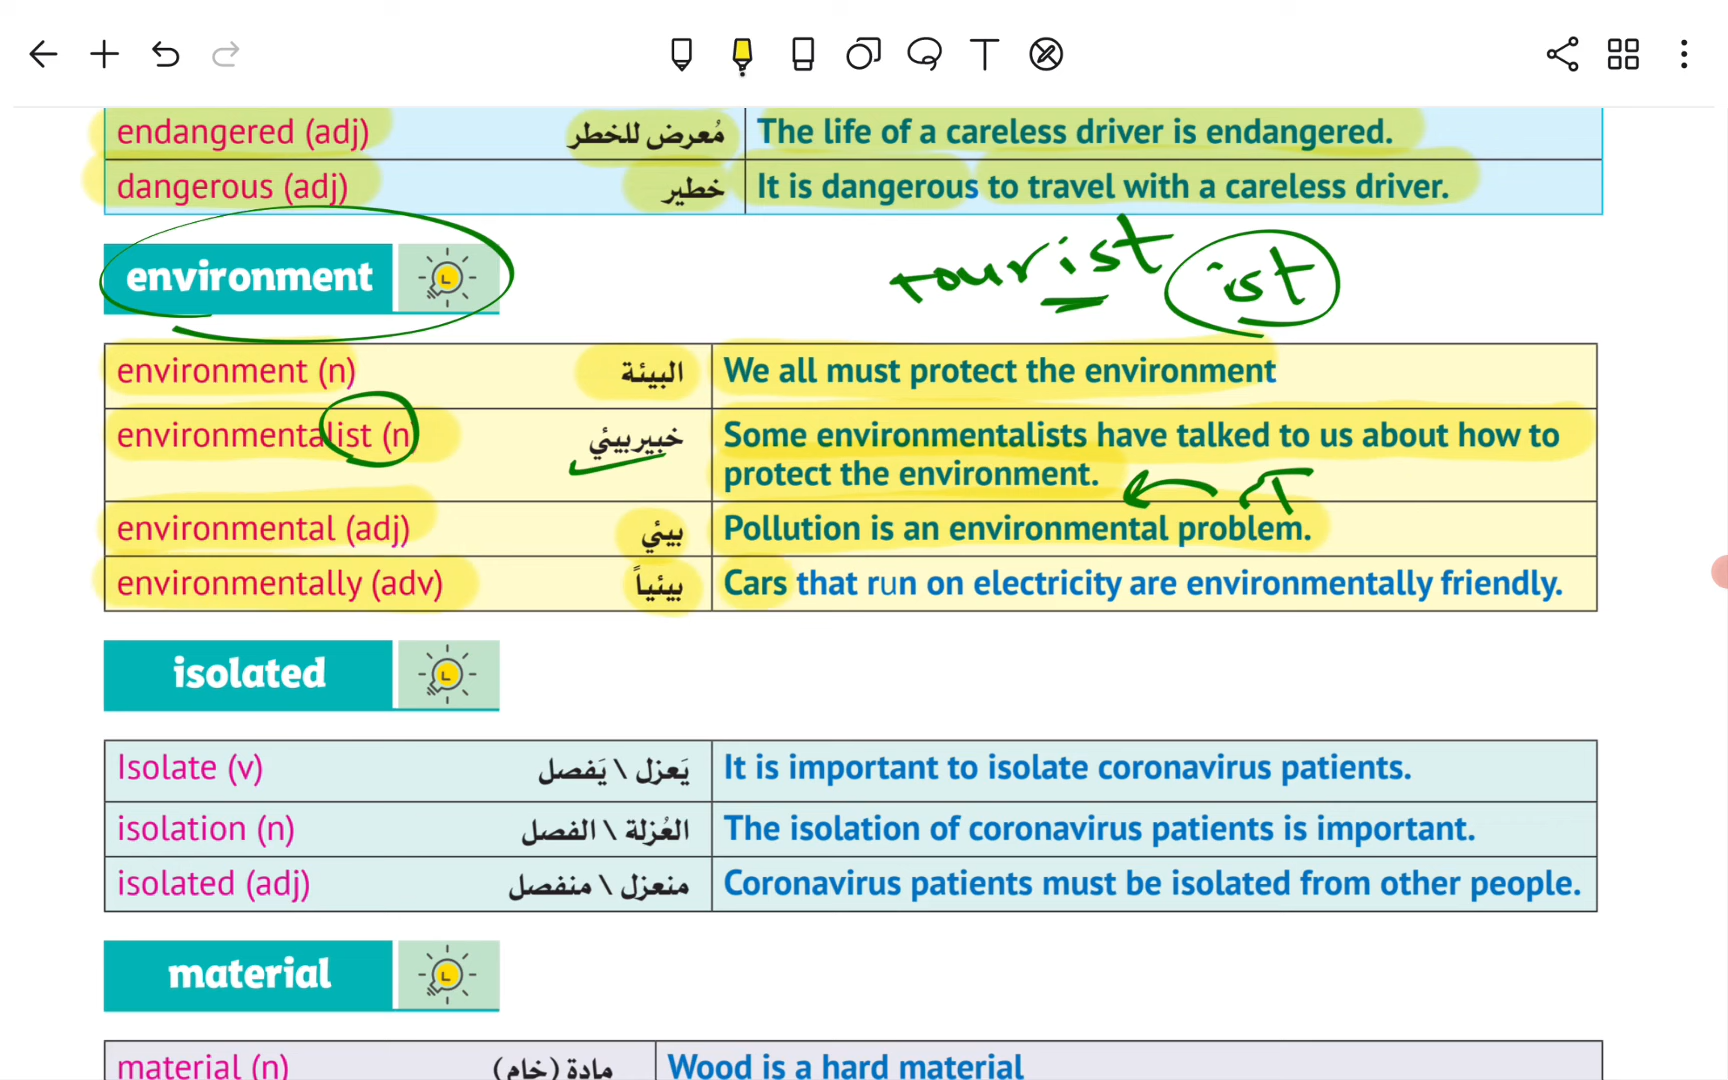 endangered (adj) مُعرض للخطر The life of a careless driver is endangered.
dangerous (adj) خطير It is dangerous to travel with a careless driver.
environment
tourist ist
environment (n) البيئة We all must protect the environment
environmentalist (n) خبيربيئي Some environmentalists have talked to us about how to
protect the environment.
environmental (adj) بيئي Pollution is an environmental problem.
environmentally (adv) بيئياً Cars that run on electricity are environmentally friendly.
isolated
Isolate (v) يَعزل \ يَفصل It is important to isolate coronavirus patients.
isolation (n) العُزلة \ الفصل The isolation of coronavirus patients is important.
isolated (adj) منعزل \ منفصل Coronavirus patients must be isolated from other people.
material
material (n) مادة (خام) Wood is a hard material